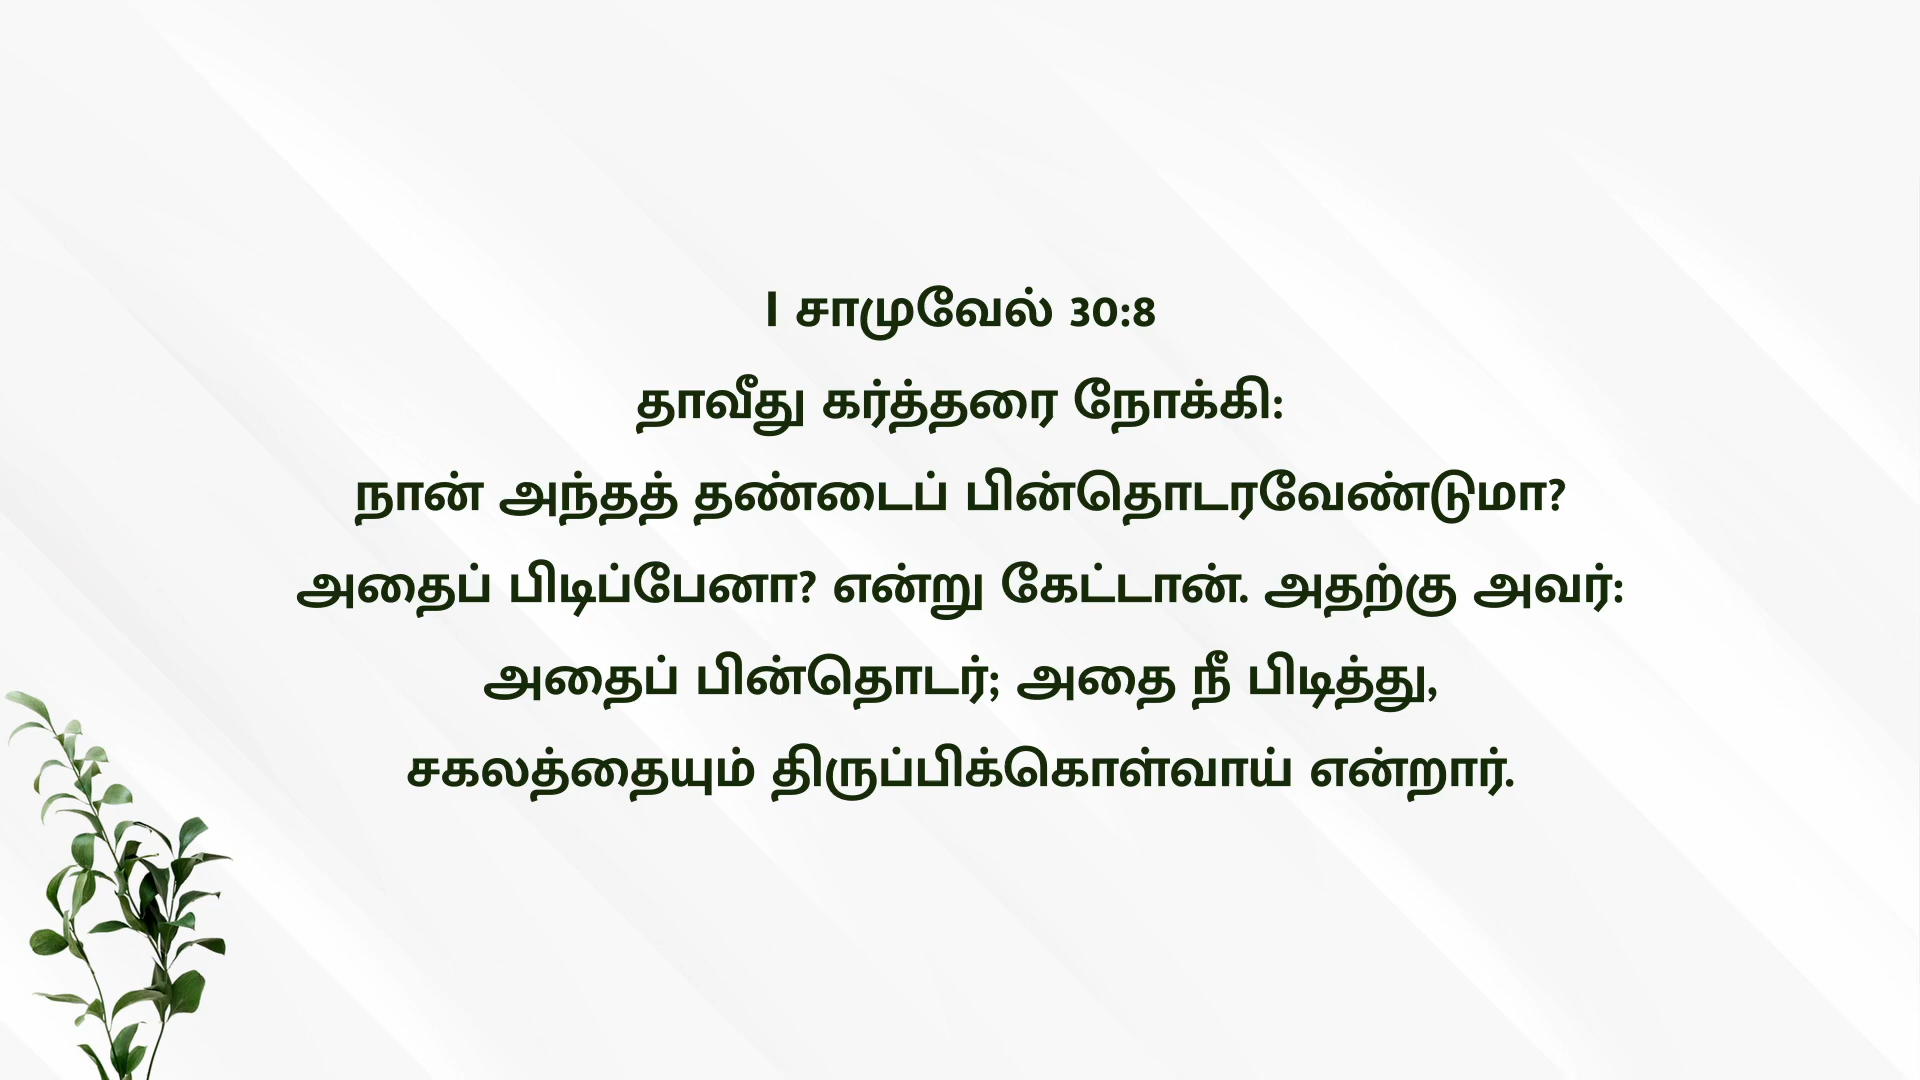 I சாமுவேல் 30:8
தாவீது கர்த்தரை நோக்கி:
நான் அந்தத் தண்டைப் பின்தொடரவேண்டுமா?
அதைப் பிடிப்பேனா? என்று கேட்டான். அதற்கு அவர்:
அதைப் பின்தொடர்; அதை நீ பிடித்து,
சகலத்தையும் திருப்பிக்கொள்வாய் என்றார்.